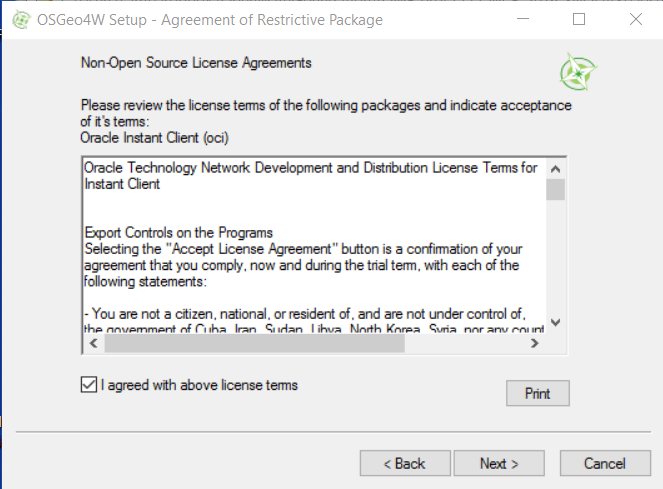 OSGeo4W Setup - Agreement of Restrictive Package
Non-Open Source License Agreements
Please review the license terms of the following packages and indicate acceptance
of it's terms:
Oracle Instant Client (oci)
Oracle Technology Network Development and Distribution License Terms for
Instant Client
Export Controls on the Programs
Selecting the "Accept License Agreement" button is a confirmation of your
agreement that you comply, now and during the trial term, with each of the
following statements:
- You are not a citizen, national, or resident of, and are not under control of,
the government of Cuba, Iran, Sudan, Libya, North Korea, Syria, nor any count
I agreed with above license terms
Print
< Back
Next >
Cancel